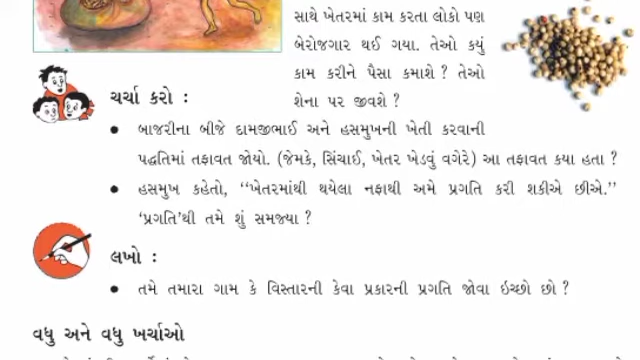 સાથે ખેતરમાં કામ કરતા લોકો પણ
બેરોજગાર થઈ ગયા. તેઓ કયું
કામ કરીને પૈસા કમાશે ? તેઓ
શેના પર જીવશે ?
ચર્ચા કરો :
• બાજરીના બીજે દામજીભાઈ અને હસમુખની ખેતી કરવાની
પદ્ધતિમાં તફાવત જોયો. (જેમકે, સિંચાઈ, ખેતર ખેડવું વગેરે) આ તફાવત કયા હતા ?
• હસમુખ કહેતો, ‘‘ખેતરમાંથી થયેલા નફાથી અમે પ્રગતિ કરી શકીએ છીએ.’’
‘પ્રગતિ’થી તમે શું સમજ્યા ?
લખો :
• તમે તમારા ગામ કે વિસ્તારની કેવા પ્રકારની પ્રગતિ જોવા ઇચ્છો છો ?
વધુ અને વધુ ખર્ચાઓ